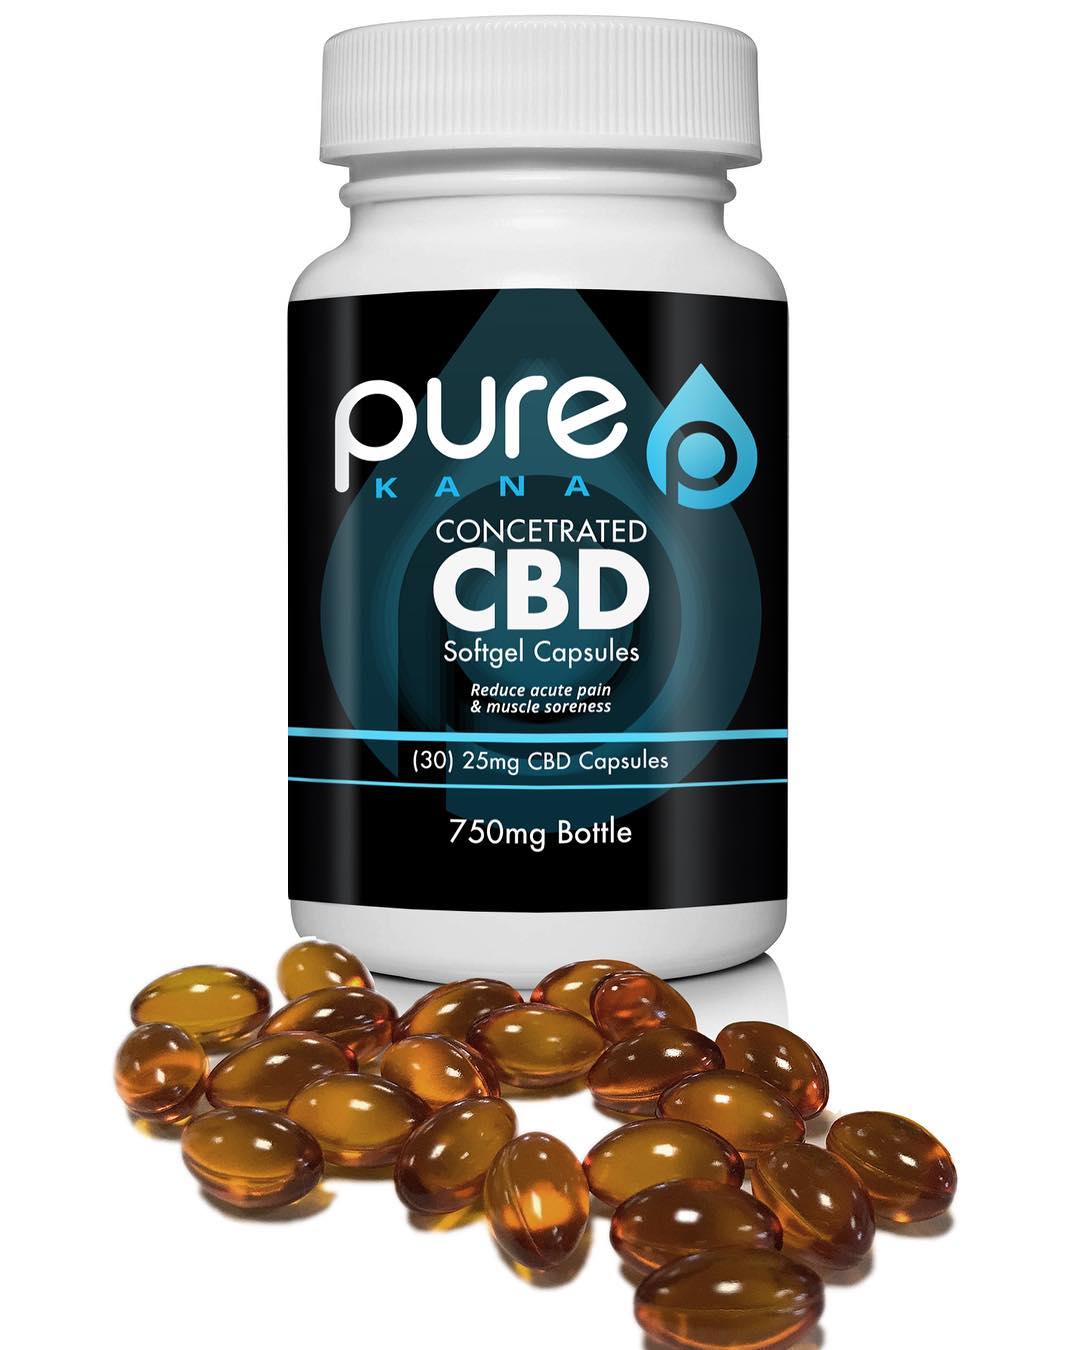 pure
KANA
p
CONCETRATED
CBD
Softgel Capsules
Reduce acute pain
& muscle soreness
(30) 25mg CBD Capsules
750mg Bottle